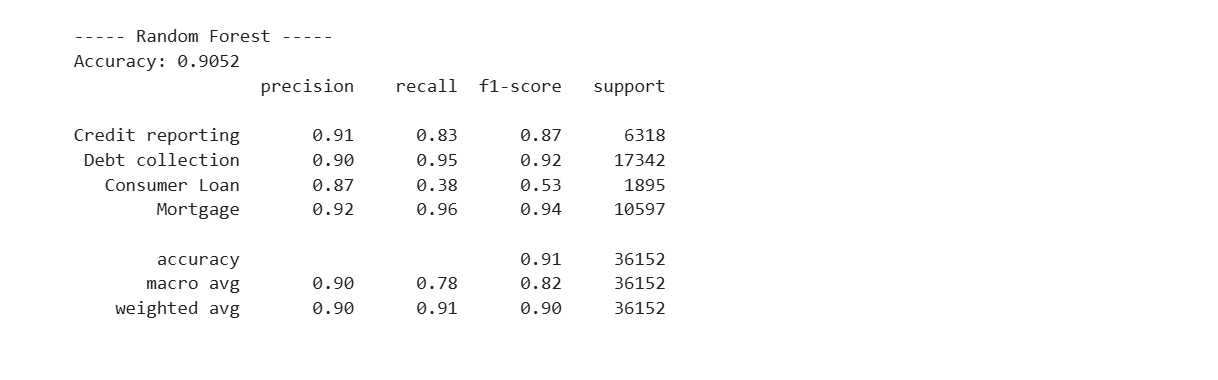 ----- Random Forest -----
Accuracy: 0.9052
precision recall f1-score support
Credit reporting 0.91 0.83 0.87 6318
Debt collection 0.90 0.95 0.92 17342
Consumer Loan 0.87 0.38 0.53 1895
Mortgage 0.92 0.96 0.94 10597
accuracy 0.91 36152
macro avg 0.90 0.78 0.82 36152
weighted avg 0.90 0.91 0.90 36152